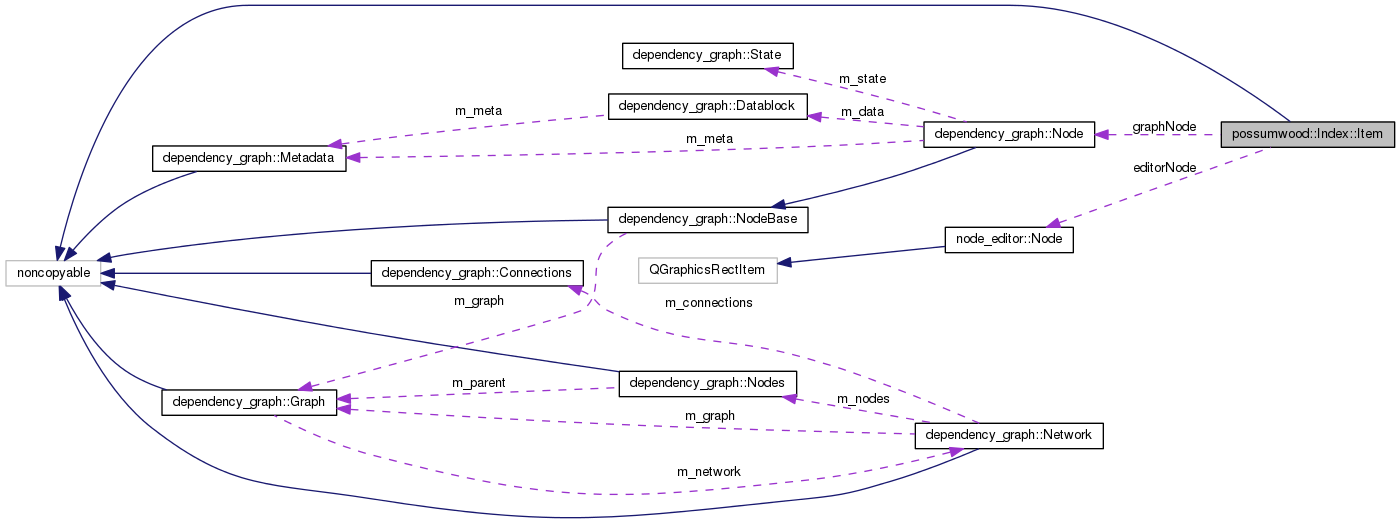 dependency_graph::State
m_state
m_meta
dependency_graph::Datablock
m_data
graphNode
possumwood::Index::Item
dependency_graph::Node
m_meta
dependency_graph::Metadata
editorNode
dependency_graph::NodeBase
node_editor::Node
noncopyable
dependency_graph::Connections
QGraphicsRectItem
m_graph
m_connections
dependency_graph::Nodes
m_parent
m_nodes
dependency_graph::Graph
m_graph
dependency_graph::Network
m_network